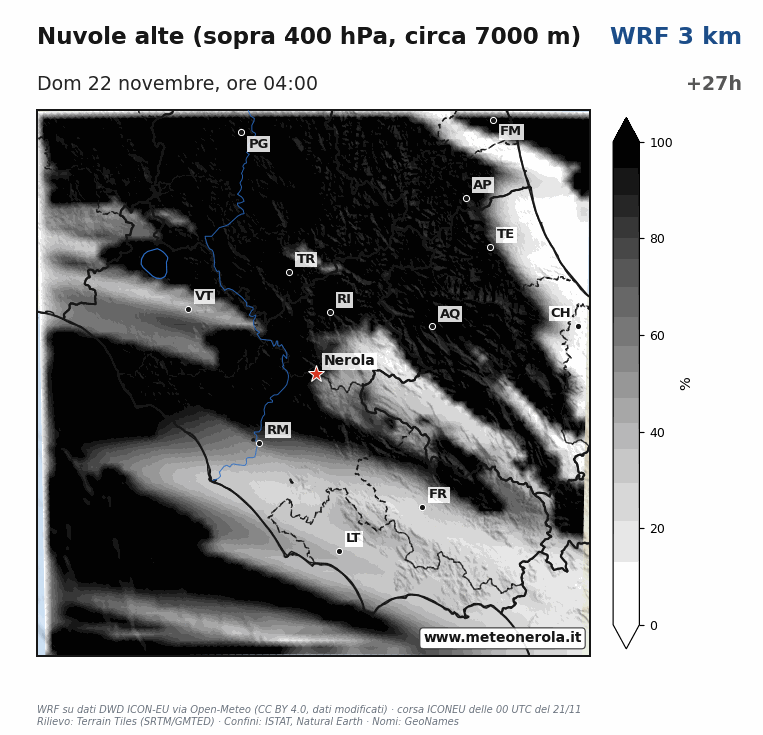 Nuvole alte (sopra 400 hPa, circa 7000 m) WRF 3 km
Dom 22 novembre, ore 04:00 +27h
FM
PG
AP
TE
TR
VT
RI
AQ
CH
Nerola
RM
FR
LT
www.meteonerola.it
100
80
60
40
20
0
%
WRF su dati DWD ICON-EU via Open-Meteo (CC BY 4.0, dati modificati) · corsa ICONEU delle 00 UTC del 21/11
Rilievo: Terrain Tiles (SRTM/GMTED) · Confini: ISTAT, Natural Earth · Nomi: GeoNames